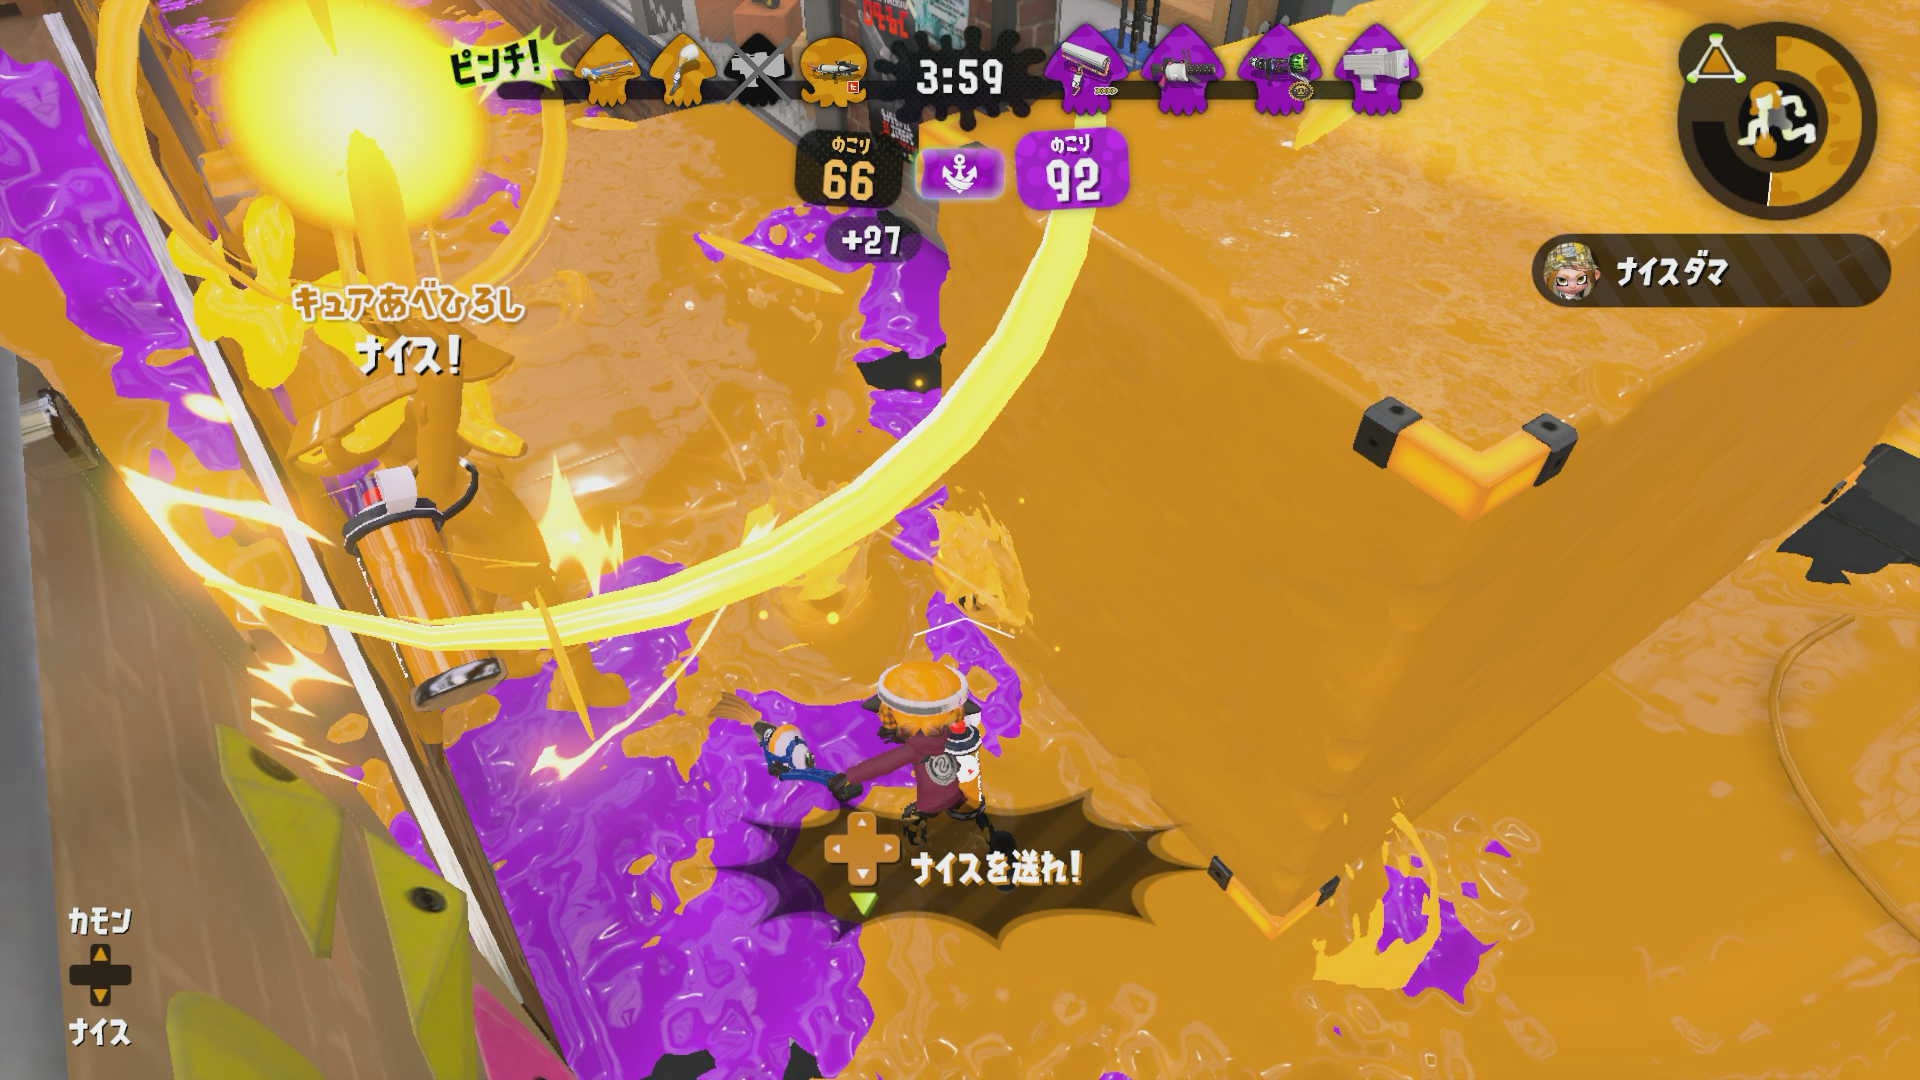 ピンチ!
3:59
のこり
66
のこり
92
+27
ナイスダマ
キュアあべひろし
ナイス!
ナイスを送れ!
カモン
ナイス